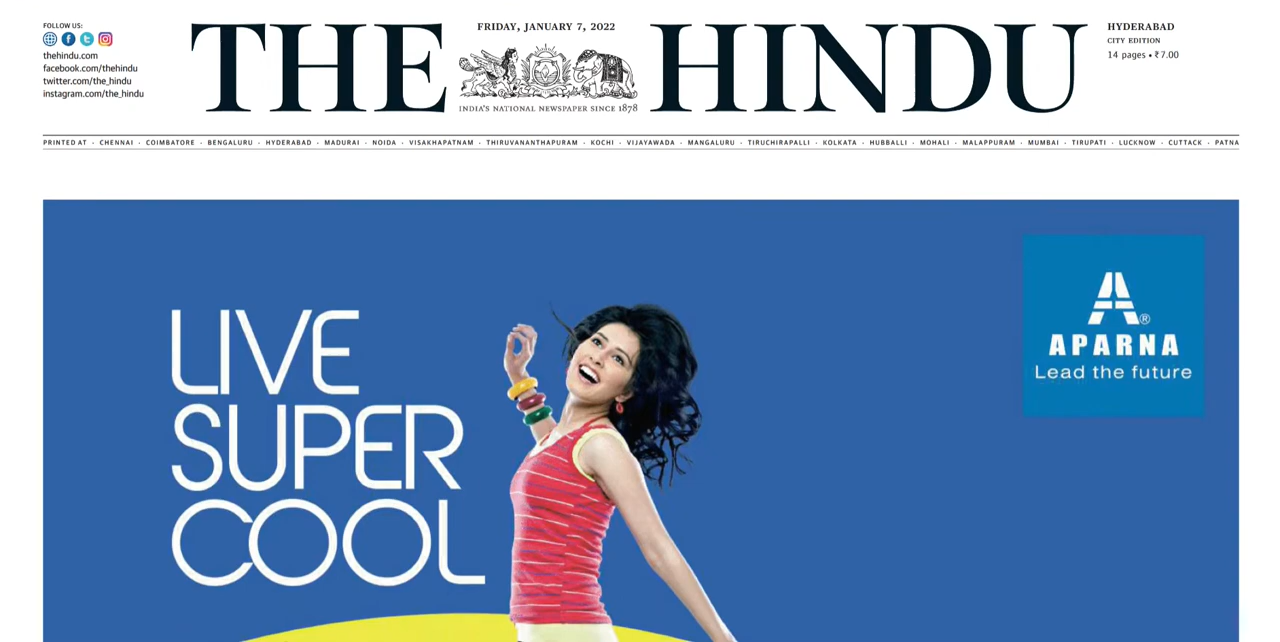 FOLLOW US:
thehindu.com
facebook.com/thehindu
twitter.com/the_hindu
instagram.com/the_hindu
THE HINDU
FRIDAY, JANUARY 7, 2022
INDIA'S NATIONAL NEWSPAPER SINCE 1878
HYDERABAD
CITY EDITION
14 pages • ₹7.00
PRINTED AT · CHENNAI · COIMBATORE · BENGALURU · HYDERABAD · MADURAI · NOIDA · VISAKHAPATNAM · THIRUVANANTHAPURAM · KOCHI · VIJAYAWADA · MANGALURU · TIRUCHIRAPALLI · KOLKATA · HUBBALLI · MOHALI · MALAPPURAM · MUMBAI · TIRUPATI · LUCKNOW · CUTTACK · PATNA
LIVE
SUPER
COOL
A®
APARNA
Lead the future